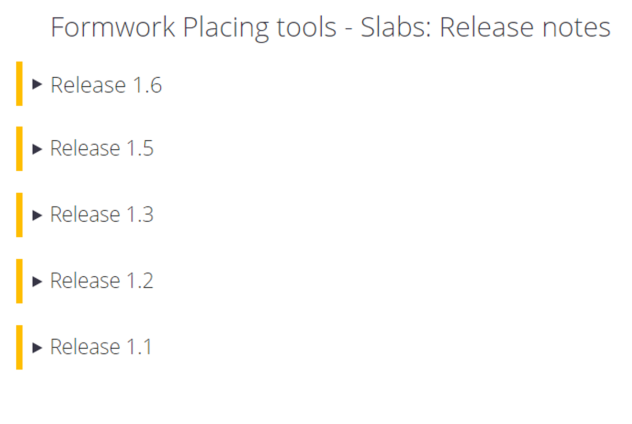 Formwork Placing tools - Slabs: Release notes
Release 1.6
Release 1.5
Release 1.3
Release 1.2
Release 1.1